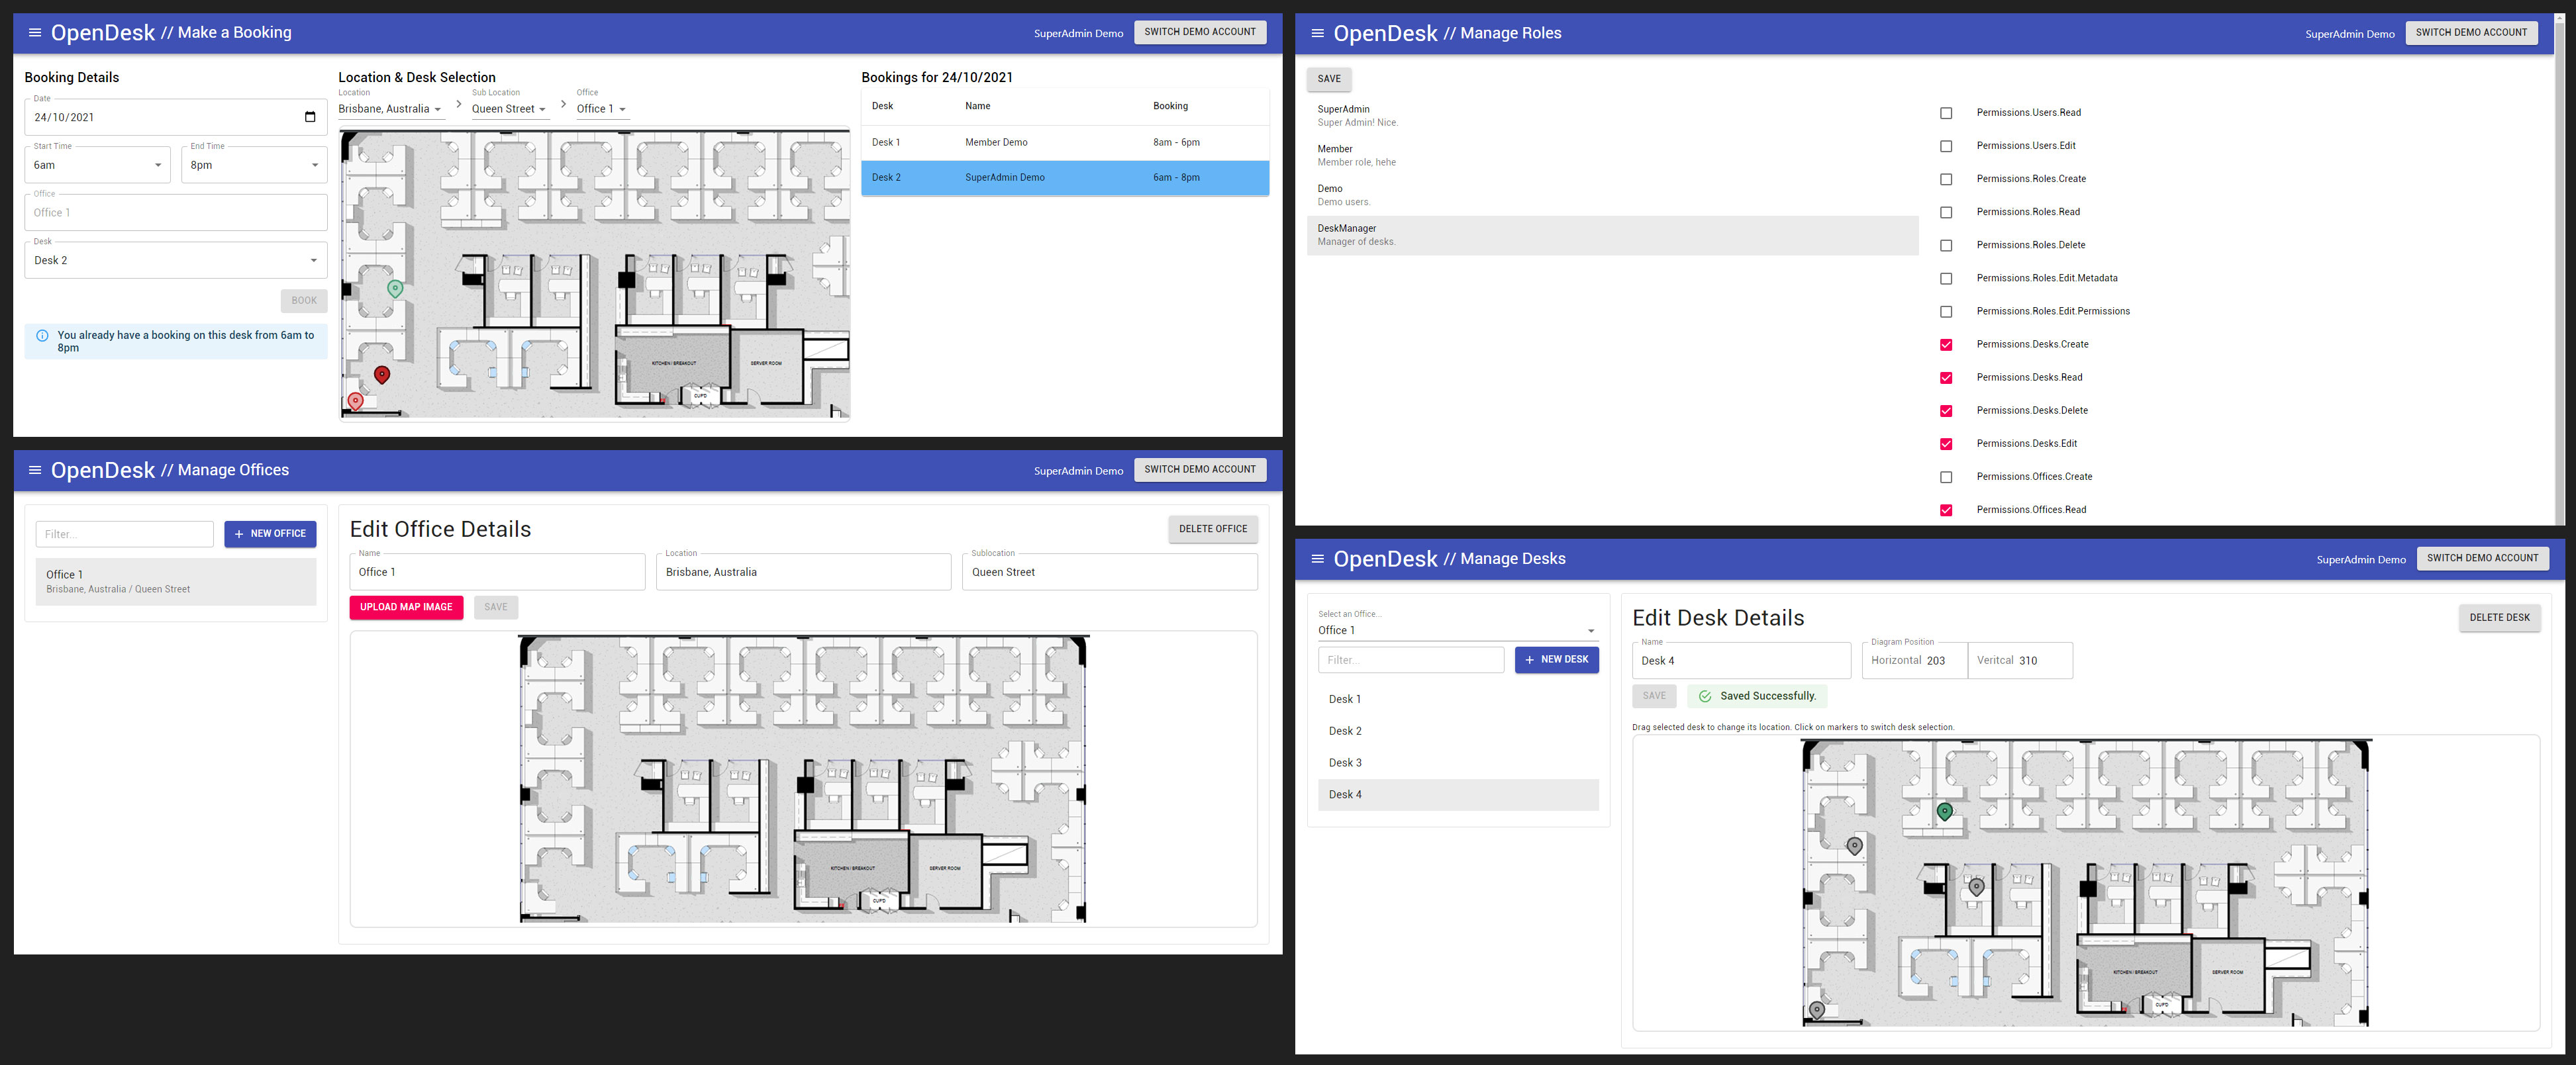 OpenDesk // Make a Booking
SuperAdmin Demo
SWITCH DEMO ACCOUNT
Booking Details
Date
24/10/2021
Start Time
6am
End Time
8pm
Office
Office 1
Desk
Desk 2
BOOK
You already have a booking on this desk from 6am to
8pm
Location & Desk Selection
Location
Brisbane, Australia
Sub Location
Queen Street
Office
Office 1
KITCHEN / BREAKOUT
SERVER ROOM
CUP'D
Bookings for 24/10/2021
Desk Name Booking
Desk 1 Member Demo 8am - 6pm
Desk 2 SuperAdmin Demo 6am - 8pm
OpenDesk // Manage Offices
SuperAdmin Demo
SWITCH DEMO ACCOUNT
Filter...
+ NEW OFFICE
Office 1
Brisbane, Australia / Queen Street
Edit Office Details
DELETE OFFICE
Name
Office 1
Location
Brisbane, Australia
Sublocation
Queen Street
UPLOAD MAP IMAGE
SAVE
KITCHEN / BREAKOUT
SERVER ROOM
CUP'D
OpenDesk // Manage Roles
SuperAdmin Demo
SWITCH DEMO ACCOUNT
SAVE
SuperAdmin
Super Admin! Nice.
Member
Member role, hehe
Demo
Demo users.
DeskManager
Manager of desks.
Permissions.Users.Read
Permissions.Users.Edit
Permissions.Roles.Create
Permissions.Roles.Read
Permissions.Roles.Delete
Permissions.Roles.Edit.Metadata
Permissions.Roles.Edit.Permissions
Permissions.Desks.Create
Permissions.Desks.Read
Permissions.Desks.Delete
Permissions.Desks.Edit
Permissions.Offices.Create
Permissions.Offices.Read
OpenDesk // Manage Desks
SuperAdmin Demo
SWITCH DEMO ACCOUNT
Select an Office...
Office 1
Filter...
+ NEW DESK
Desk 1
Desk 2
Desk 3
Desk 4
Edit Desk Details
DELETE DESK
Name
Desk 4
Diagram Position
Horizontal 203
Veritcal 310
SAVE
Saved Successfully.
Drag selected desk to change its location. Click on markers to switch desk selection.
KITCHEN / BREAKOUT
SERVER ROOM
CUP'D